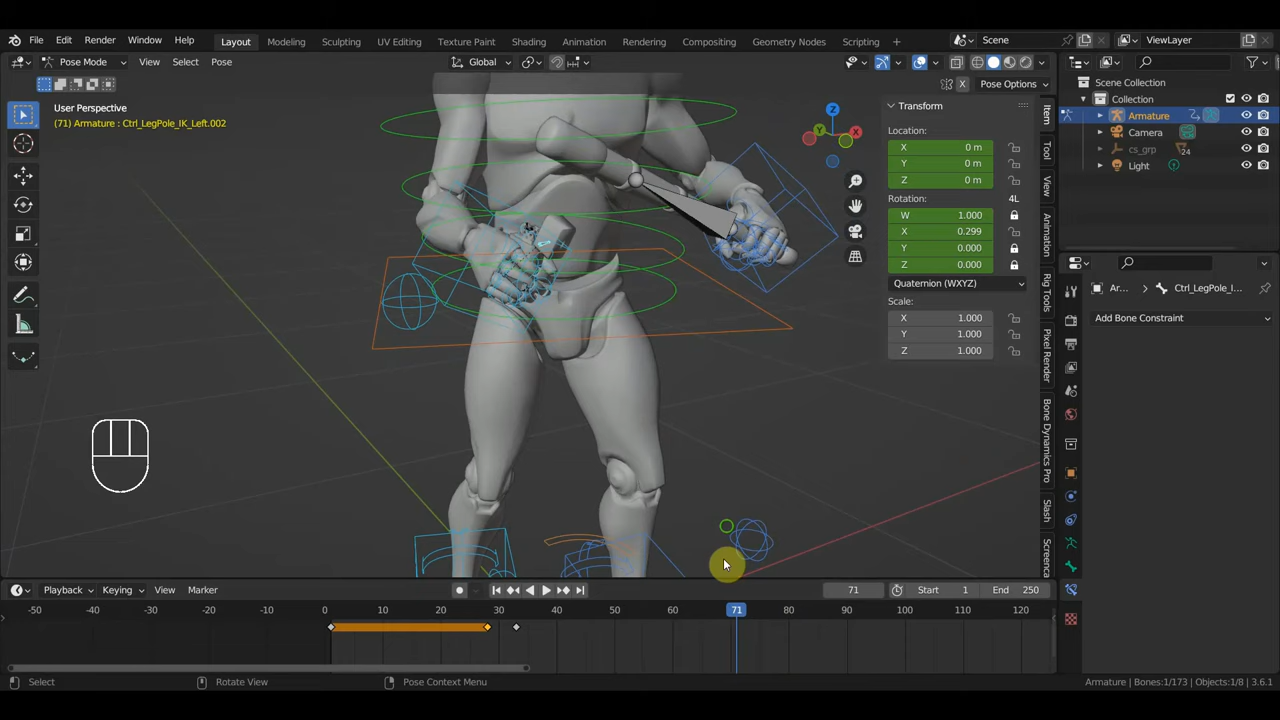 File Edit Render Window Help Layout Modeling Sculpting UV Editing Texture Paint Shading Animation Rendering Compositing Geometry Nodes Scripting + Scene ViewLayer
Pose Mode View Select Pose Global
X Pose Options
User Perspective
(71) Armature : Ctrl_LegPole_IK_Left.002
Z
Y
X
Transform
Location:
X 0 m
Y 0 m
Z 0 m
Rotation: 4L
W 1.000
X 0.299
Y 0.000
Z 0.000
Quaternion (WXYZ)
Scale:
X 1.000
Y 1.000
Z 1.000
Item
Tool
View
Animation
Rig Tools
Pixel Render
Bone Dynamics Pro
Slash
Screenca
Scene Collection
Collection
Armature
Camera
cs_grp 24
Light
Ar... Ctrl_LegPole_I...
Add Bone Constraint
Playback Keying View Marker 71 Start 1 End 250
-50 -40 -30 -20 -10 0 10 20 30 40 50 60 71 80 90 100 110 120
Select Rotate View Pose Context Menu Armature | Bones:1/173 | Objects:1/8 | 3.6.1